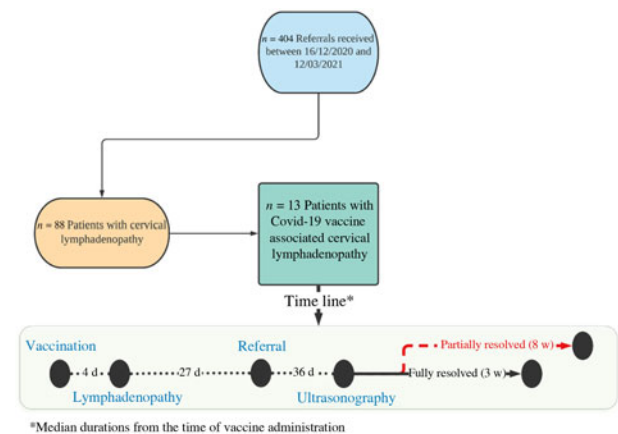 n = 404 Referrals received
between 16/12/2020 and
12/03/2021
n = 88 Patients with cervical
lymphadenopathy
n = 13 Patients with
Covid-19 vaccine
associated cervical
lymphadenopathy
Time line*
Vaccination
Referral
Partially resolved (8 w)
4 d
27 d
36 d
Fully resolved (3 w)
Lymphadenopathy
Ultrasonography
*Median durations from the time of vaccine administration